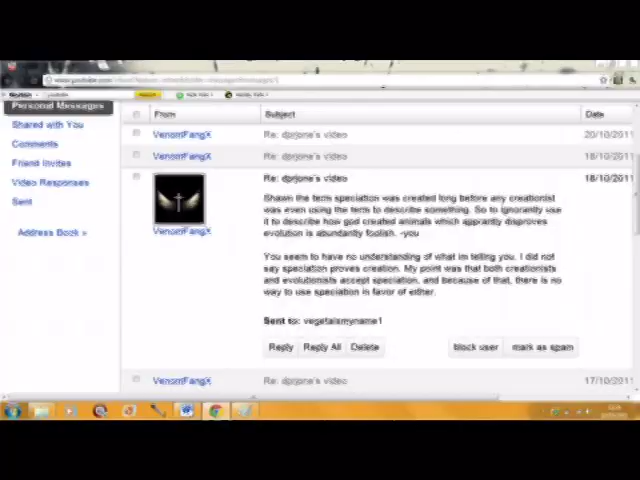 Personal Messages
From Subject Date
Shared with You
VenomFangX Re: dprjone's video 20/10/2011
Comments
VenomFangX Re: dprjone's video 18/10/2011
Friend Invites
Re: dprjone's video 18/10/2011
Video Responses
Sent
Address Book »
VenomFangX
Shawn the term speciation was created long before any creationist
was even using the term to describe something. So to ignorantly use
it to describe how god created animals which apprantly disproves
evolution is abundantly foolish. -you
You seem to have no understanding of what im telling you. I did not
say speciation proves creation. My point was that both creationists
and evolutionists accept speciation, and because of that, there is no
way to use speciation in favor of either.
Sent to: vegetalsmyname1
Reply Reply All Delete block user mark as spam
VenomFangX Re: dprjone's video 17/10/2011